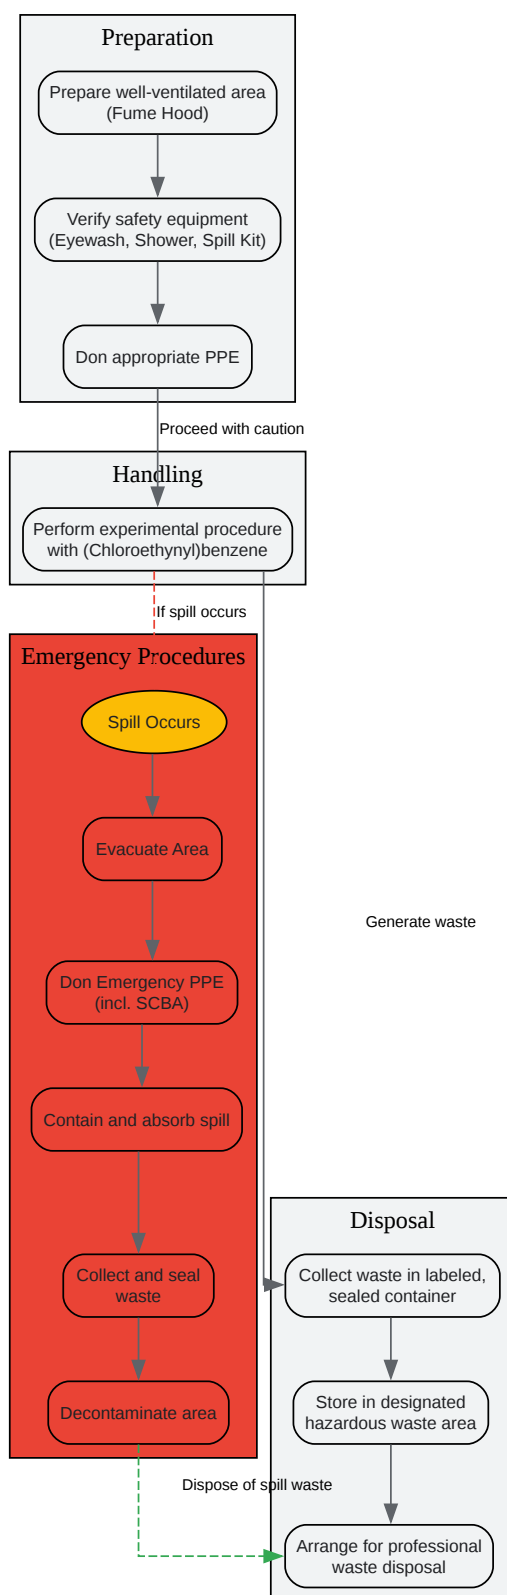 Preparation
Prepare well-ventilated area
(Fume Hood)
Verify safety equipment
(Eyewash, Shower, Spill Kit)
Don appropriate PPE
Proceed with caution
Handling
Perform experimental procedure
with (Chloroethynyl)benzene
If spill occurs
Emergency Procedures
Spill Occurs
Evacuate Area
Generate waste
Don Emergency PPE
(incl. SCBA)
Contain and absorb spill
Disposal
Collect and seal
waste
Collect waste in labeled,
sealed container
Decontaminate area
Store in designated
hazardous waste area
Dispose of spill waste
Arrange for professional
waste disposal